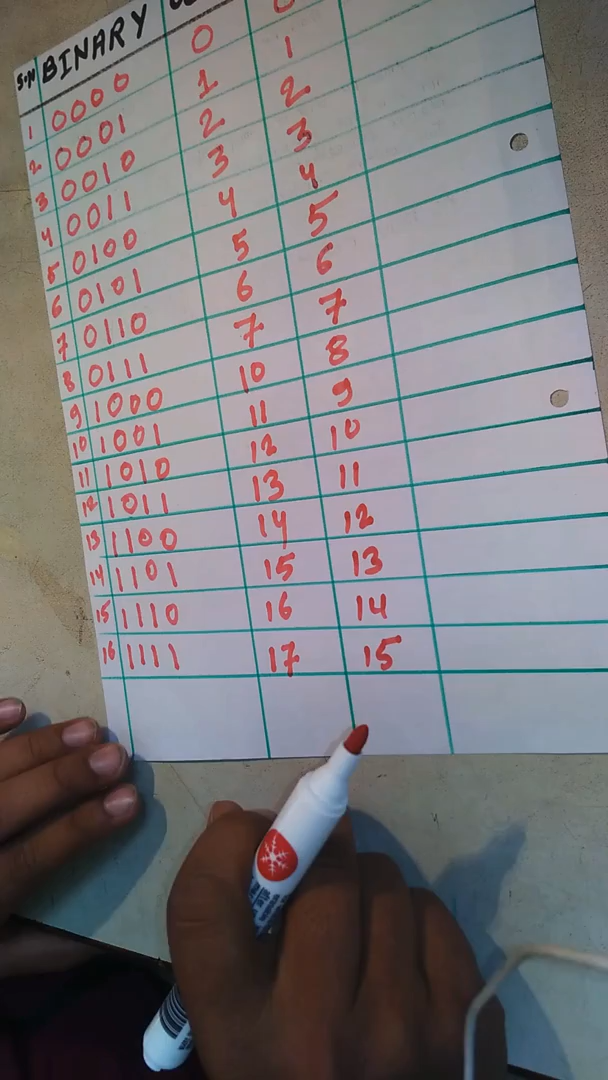 S.N BINARY
1 0000 0 0
2 0001 1 1
3 0010 2 2
4 0011 3 3
5 0100 4 4
6 0101 5 5
7 0110 6 6
8 0111 7 7
9 1000 10 8
10 1001 11 9
11 1010 12 10
12 1011 13 11
13 1100 14 12
14 1101 15 13
15 1110 16 14
16 1111 17 15